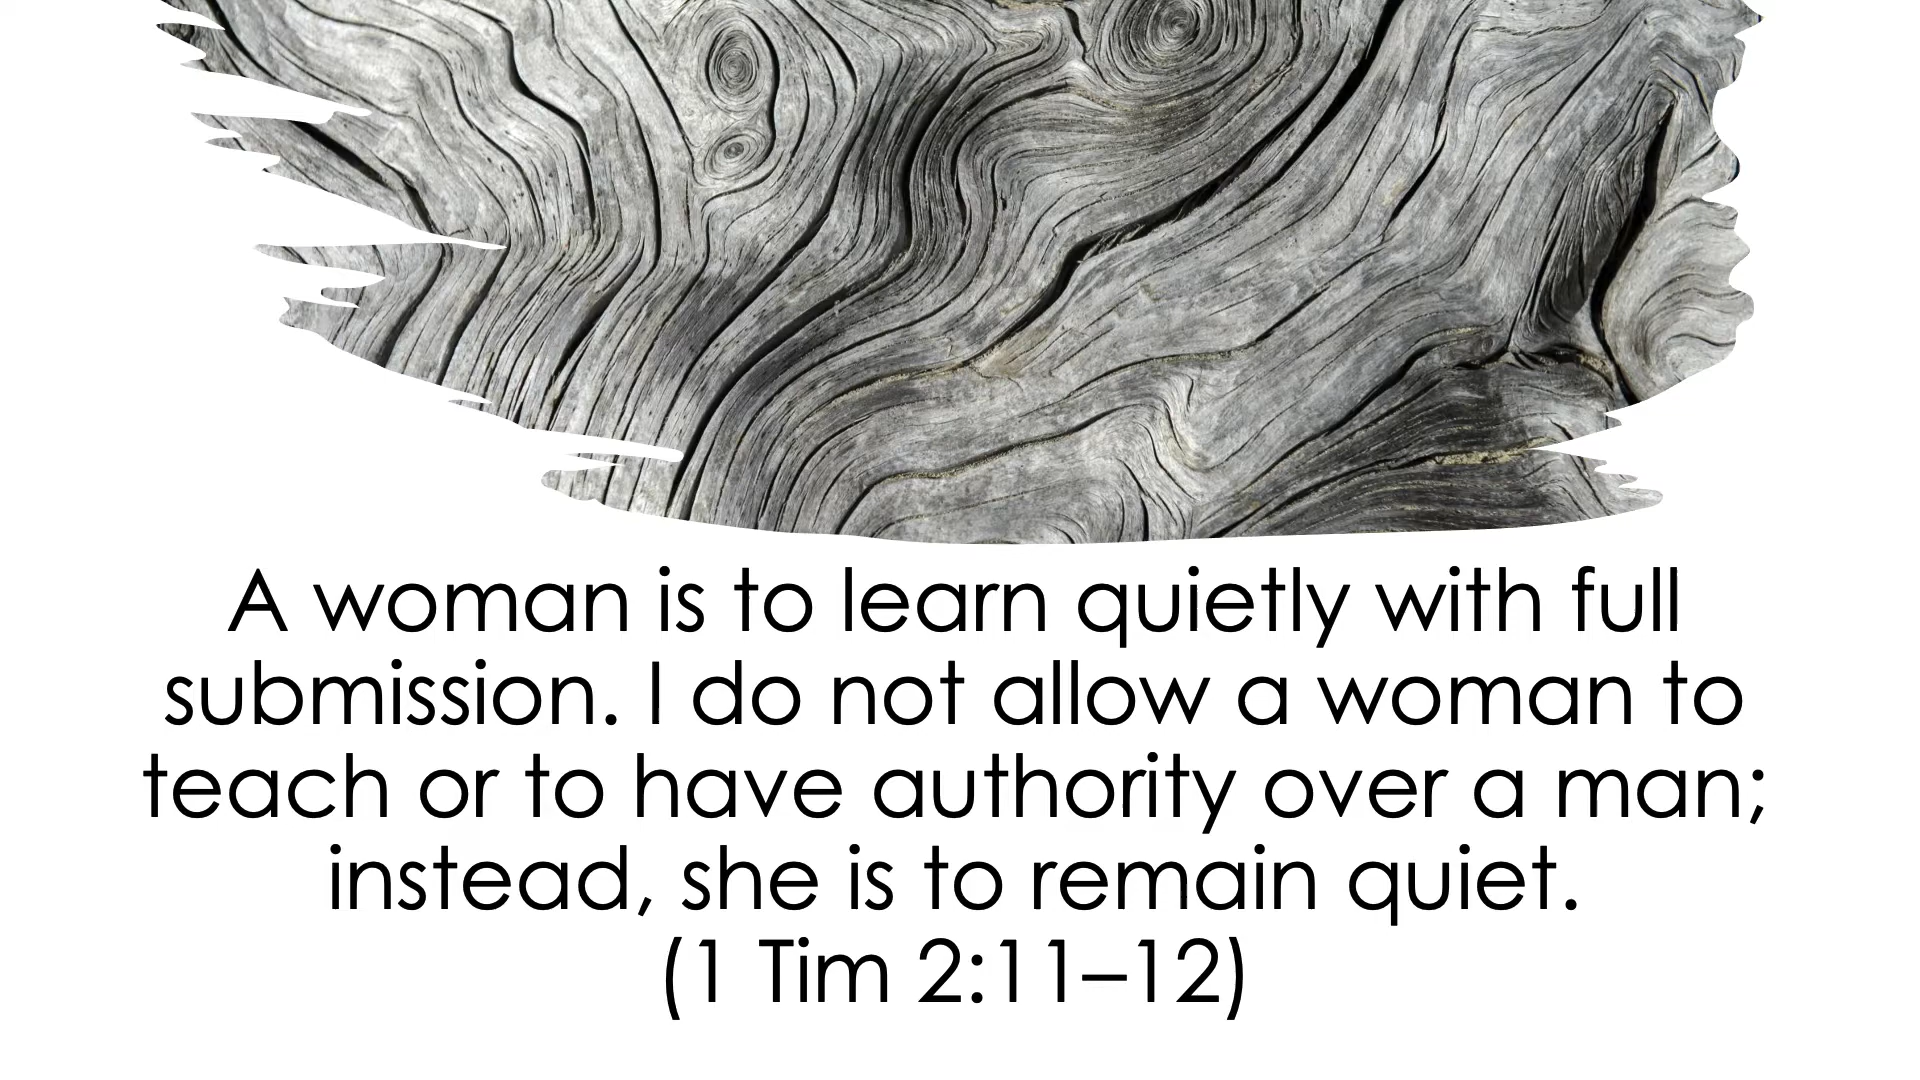 A woman is to learn quietly with full
submission. I do not allow a woman to
teach or to have authority over a man;
instead, she is to remain quiet.
(1 Tim 2:11–12)